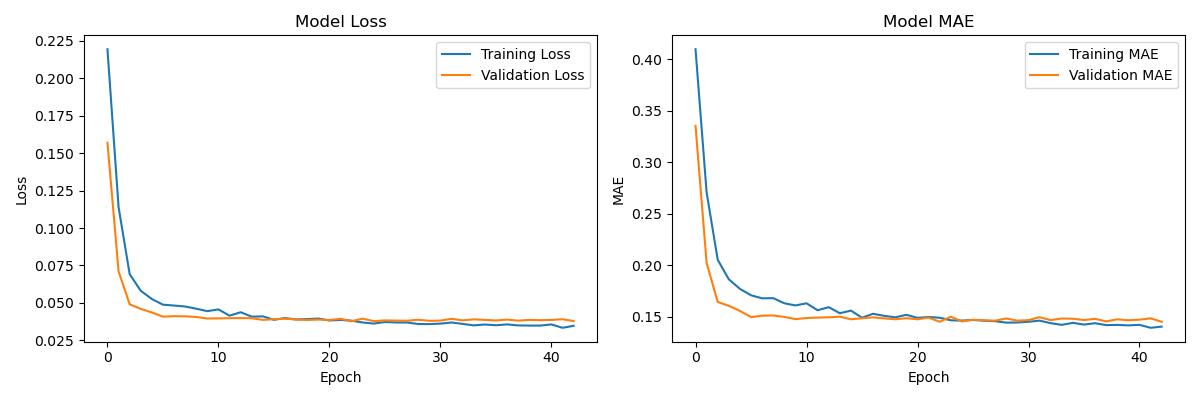 Model Loss
0.225
0.200
0.175
0.150
0.125
0.100
0.075
0.050
0.025
Loss
0
10
20
30
40
Epoch
Training Loss
Validation Loss
Model MAE
0.40
0.35
0.30
0.25
0.20
0.15
MAE
0
10
20
30
40
Epoch
Training MAE
Validation MAE